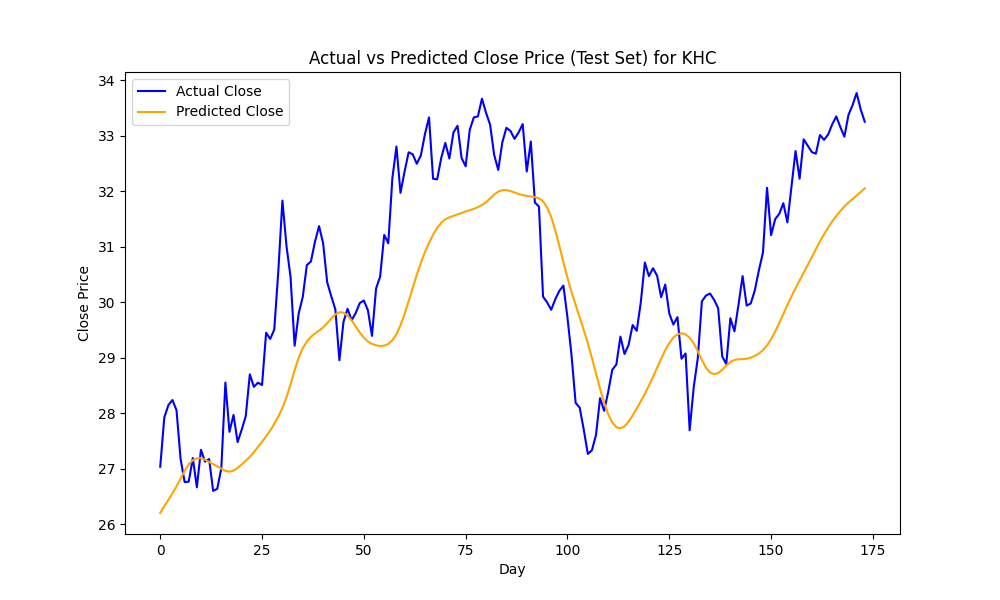 Actual vs Predicted Close Price (Test Set) for KHC
Actual Close
Predicted Close
Close Price
34
33
32
31
30
29
28
27
26
0 25 50 75 100 125 150 175
Day